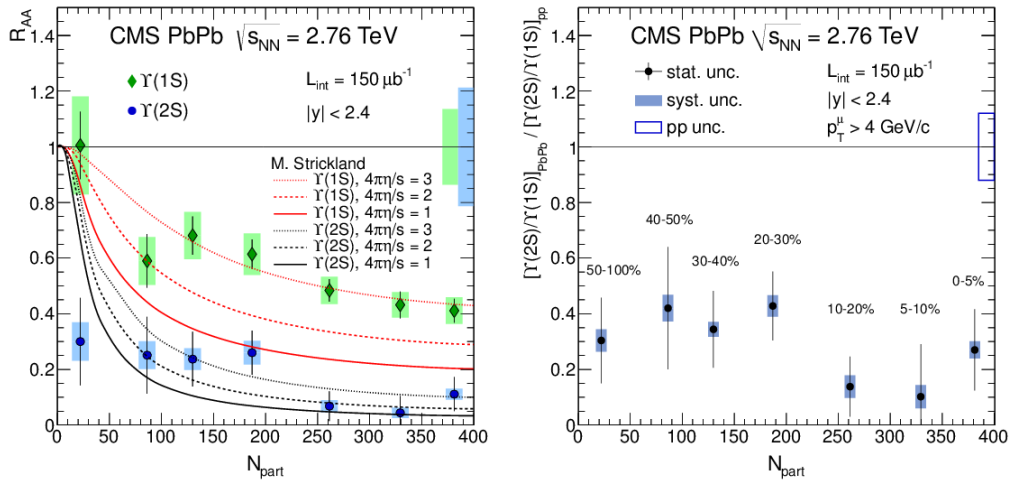 R_AA
1.4
1.2
1
0.8
0.6
0.4
0.2
0
CMS PbPb √s_NN = 2.76 TeV
ϒ(1S)
ϒ(2S)
L_int = 150 μb⁻¹
|y| < 2.4
M. Strickland
ϒ(1S), 4πη/s = 3
ϒ(1S), 4πη/s = 2
ϒ(1S), 4πη/s = 1
ϒ(2S), 4πη/s = 3
ϒ(2S), 4πη/s = 2
ϒ(2S), 4πη/s = 1
0 50 100 150 200 250 300 350 400
N_part
[ϒ(2S)/ϒ(1S)]_PbPb / [ϒ(2S)/ϒ(1S)]_pp
1.4
1.2
1
0.8
0.6
0.4
0.2
0
CMS PbPb √s_NN = 2.76 TeV
stat. unc.
syst. unc.
pp unc.
L_int = 150 μb⁻¹
|y| < 2.4
p_T^μ > 4 GeV/c
50-100%
40-50%
30-40%
20-30%
10-20%
5-10%
0-5%
0 50 100 150 200 250 300 350 400
N_part